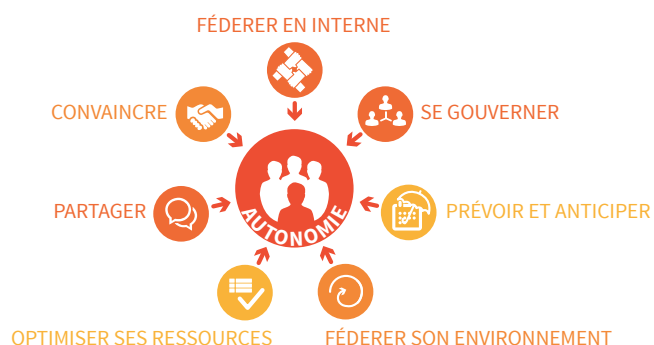 FÉDERER EN INTERNE
CONVAINCRE
SE GOUVERNER
PARTAGER
AUTONOMIE
PRÉVOIR ET ANTICIPER
OPTIMISER SES RESSOURCES
FÉDERER SON ENVIRONNEMENT